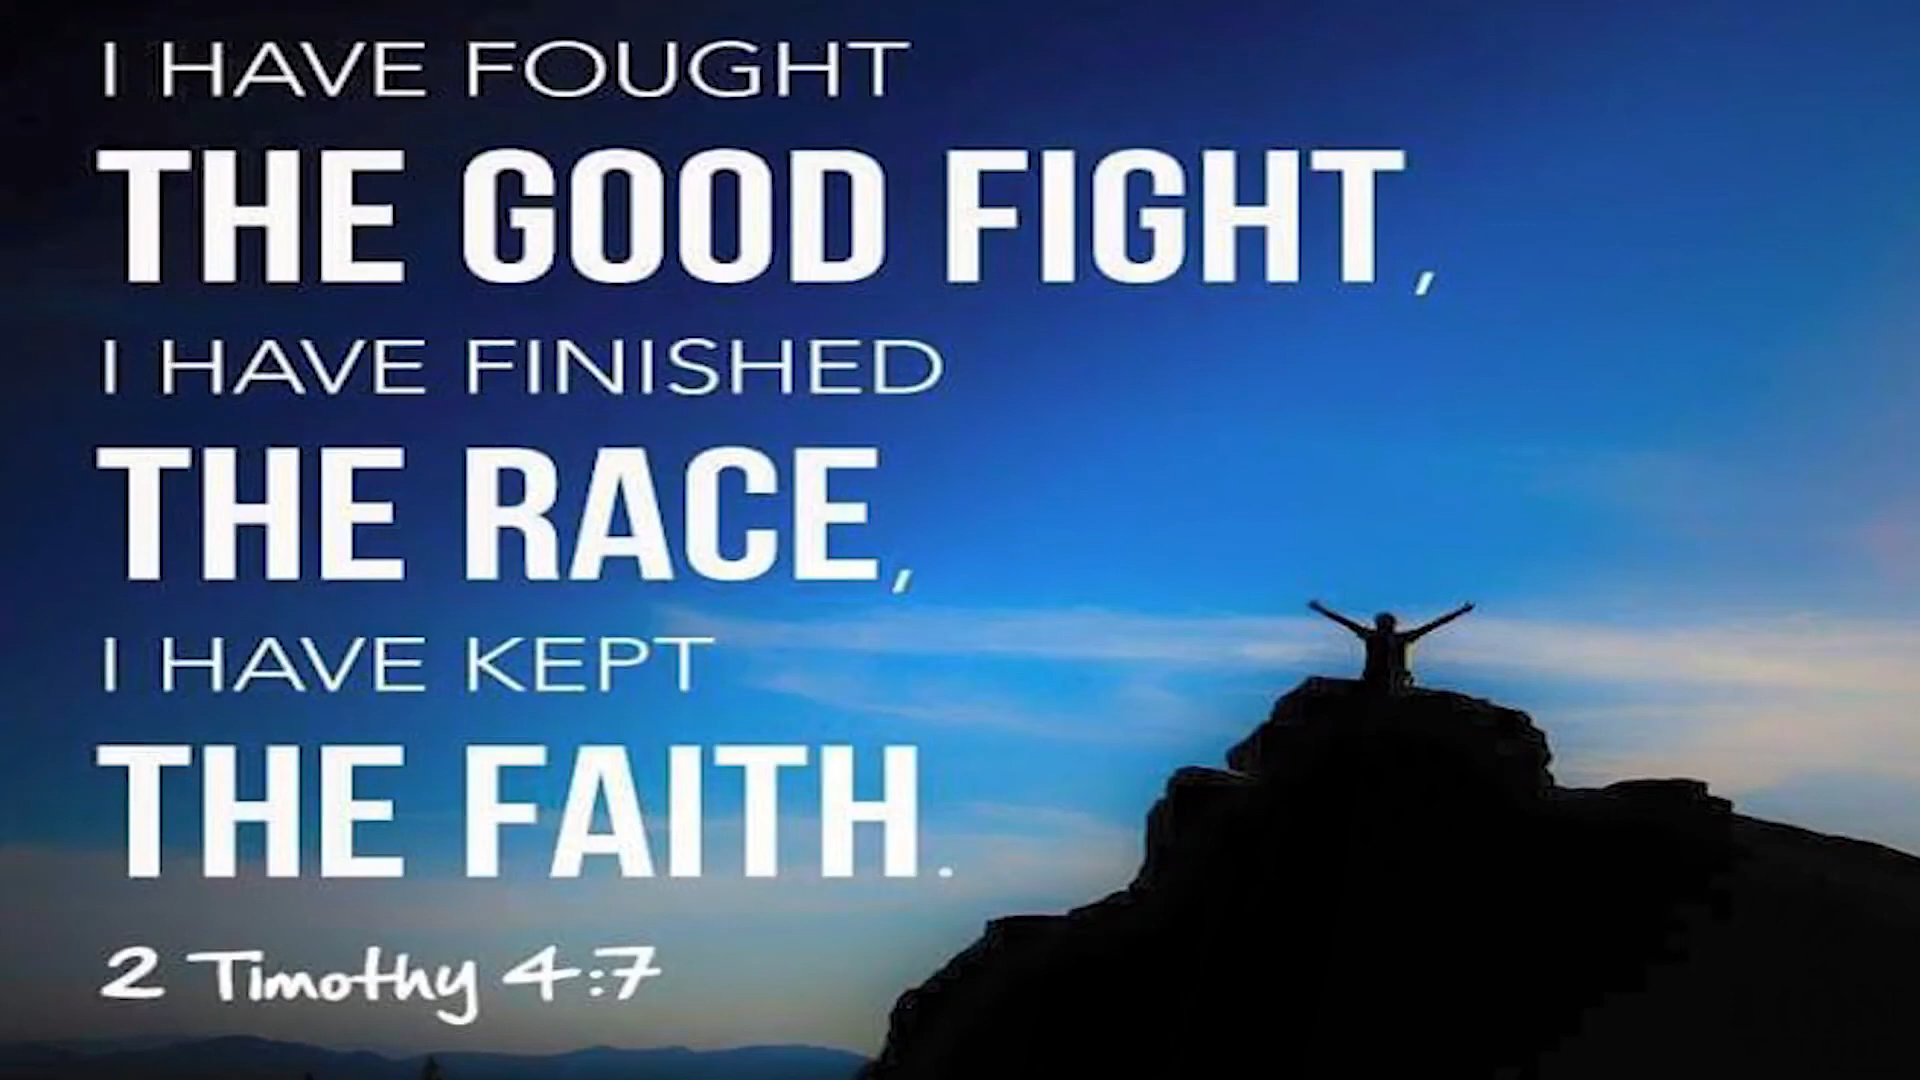 I HAVE FOUGHT
THE GOOD FIGHT,
I HAVE FINISHED
THE RACE,
I HAVE KEPT
THE FAITH.
2 Timothy 4:7